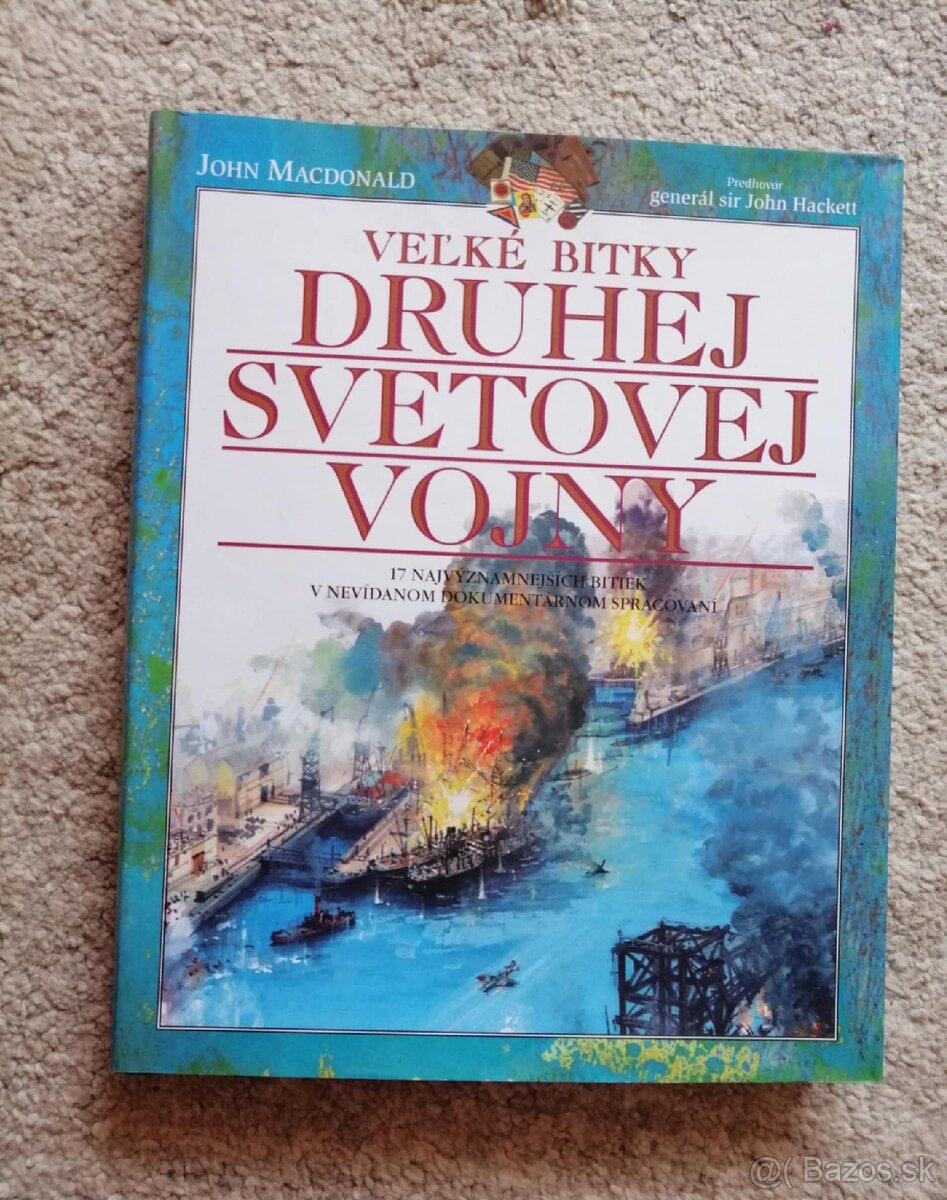 JOHN MACDONALD
Predhovor
generál sir John Hackett
VEĽKÉ BITKY
DRUHEJ
SVETOVEJ
VOJNY
17 NAJVÝZNAMNEJŠÍCH BITIEK
V NEVÍDANOM DOKUMENTÁRNOM SPRACOVANÍ
@( Bazos.sk